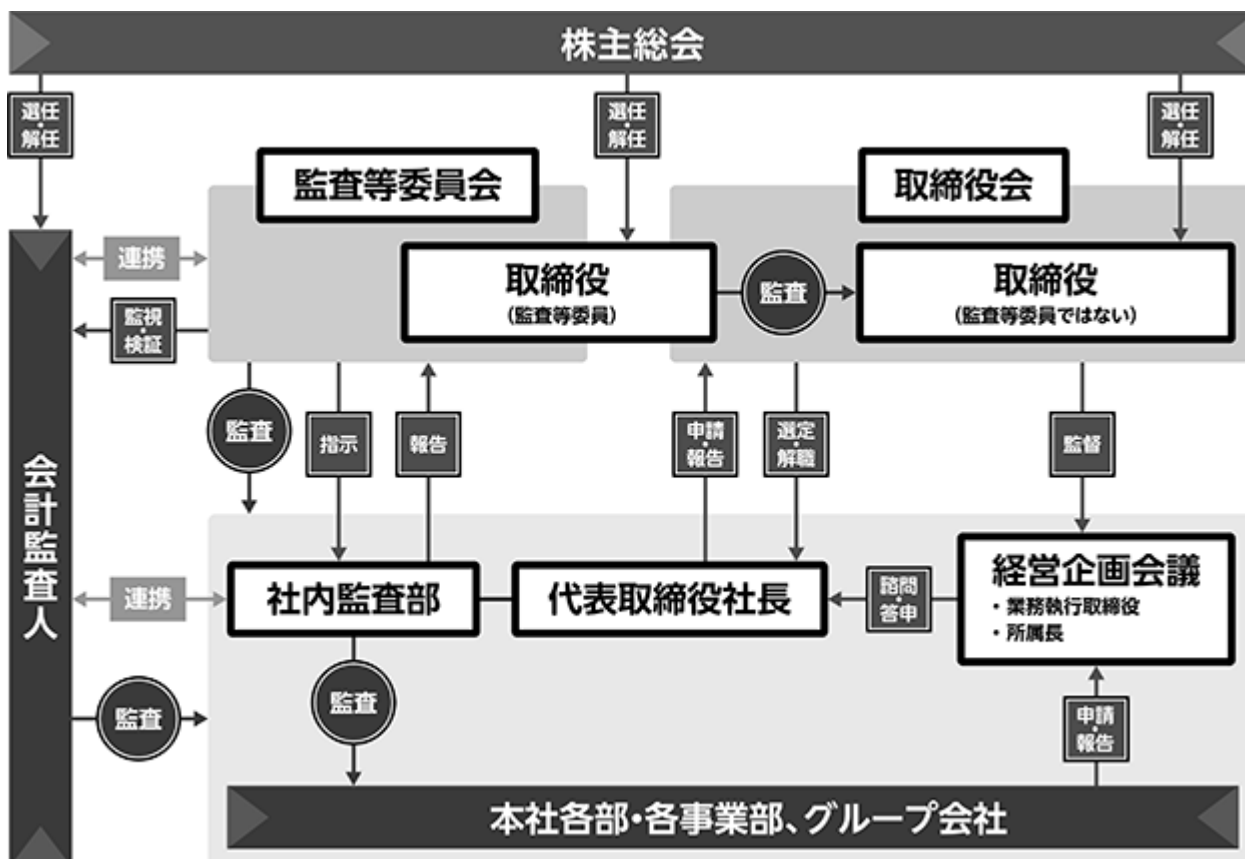 株主総会
選任・
解任
選任・
解任
選任・
解任
監査等委員会
取締役会
連携
取締役
(監査等委員)
監査
取締役
(監査等委員ではない)
監視・
検証
監査
指示
報告
申請・
報告
選定・
解職
監督
会計監査人
連携
社内監査部
代表取締役社長
諮問・
答申
経営企画会議
・業務執行取締役
・所属長
監査
監査
申請・
報告
本社各部・各事業部、グループ会社